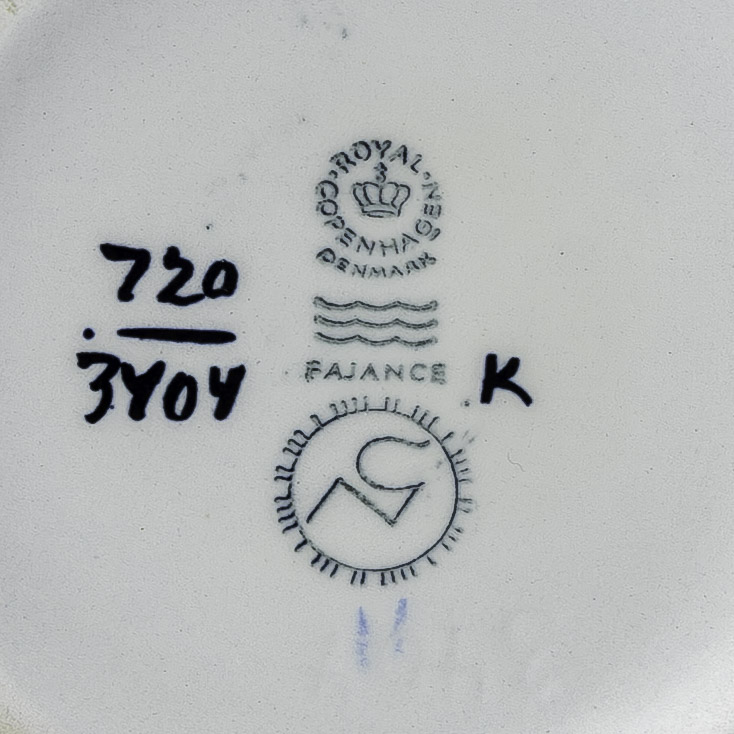 ROYAL
COPENHAGEN
DENMARK
720
3404
FAJANCE
K